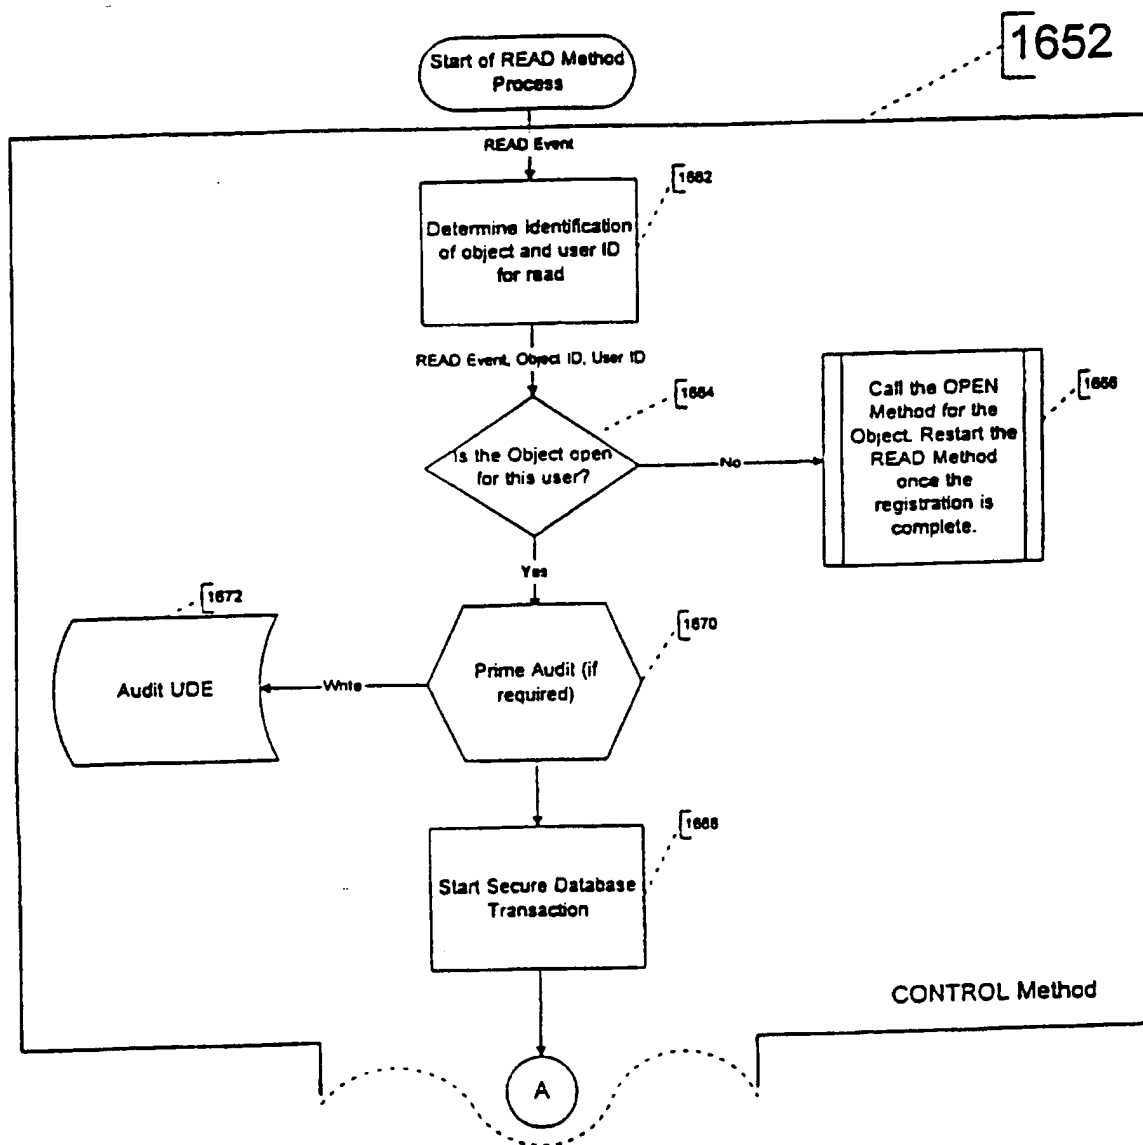 1652
Start of READ Method
Process
READ Event
1662
Determine Identification
of object and user ID
for read
READ Event, Object ID, User ID
1664
Is the Object open
for this user?
No
1666
Call the OPEN
Method for the
Object. Restart the
READ Method
once the
registration is
complete.
Yes
1672
Audit UDE
Write
1670
Prime Audit (if
required)
1668
Start Secure Database
Transaction
CONTROL Method
A